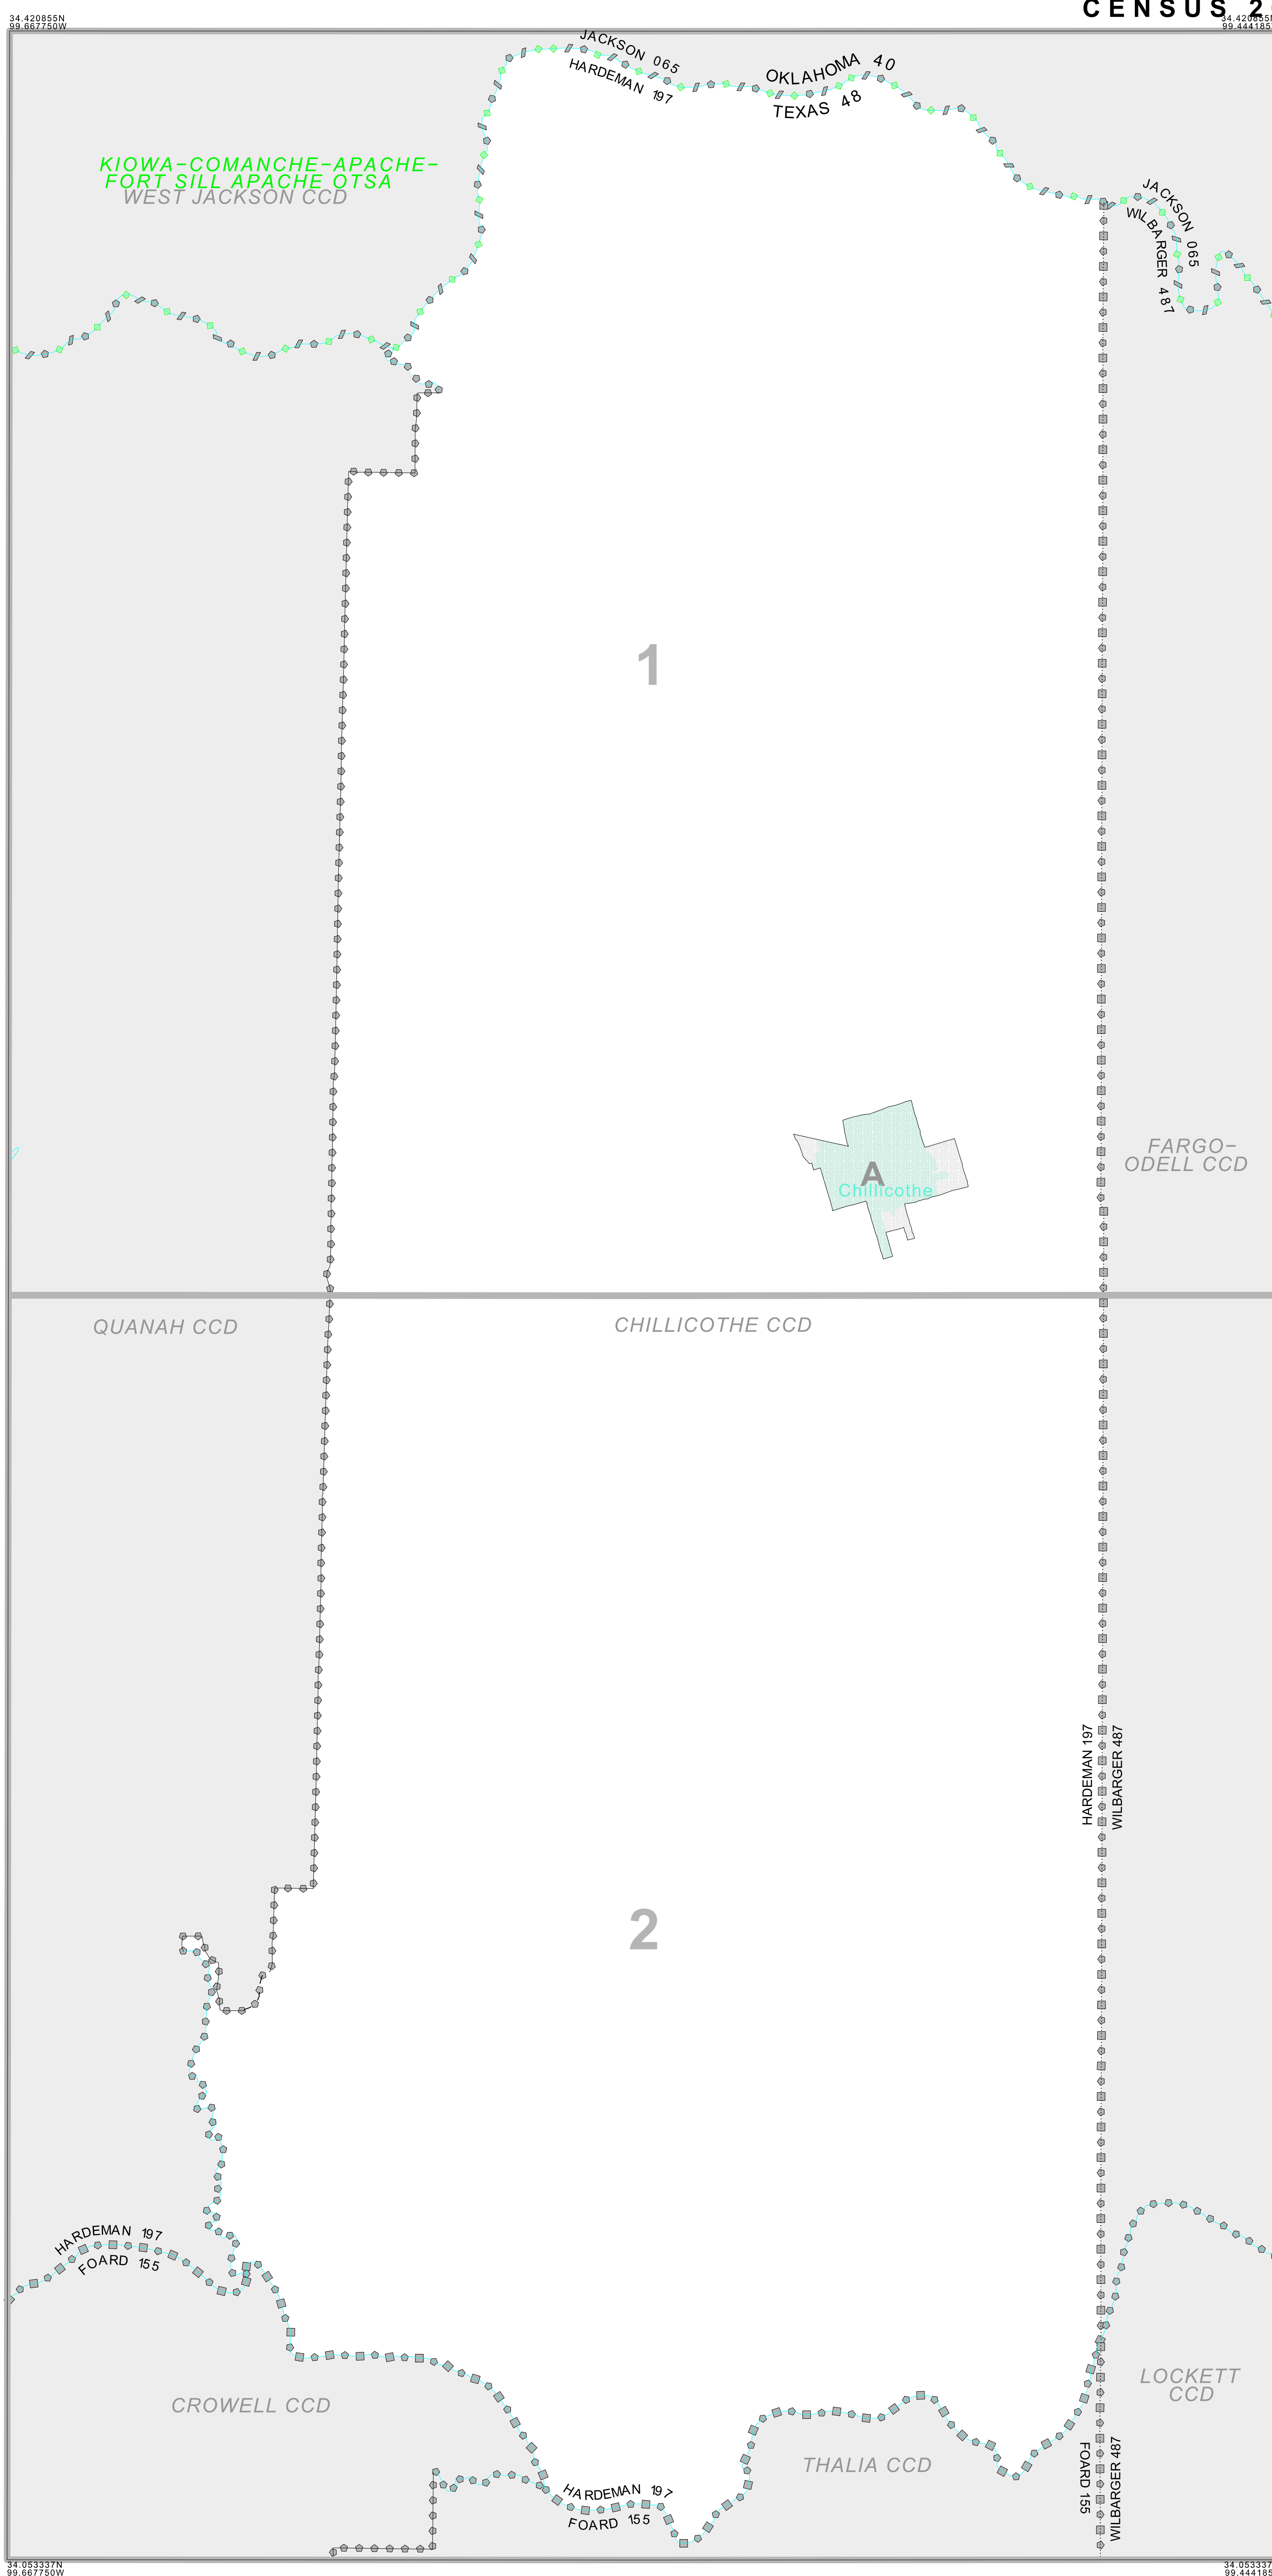 CENSUS 2
34.420855N
99.667750W
34.420855N
99.444185
JACKSON 065
HARDEMAN 197
OKLAHOMA 40
TEXAS 48
KIOWA-COMANCHE-APACHE-
FORT SILL APACHE OTSA
WEST JACKSON CCD
JACKSON 065
WILBARGER 487
1
A
Chillicothe
FARGO-
ODELL CCD
QUANAH CCD
CHILLICOTHE CCD
HARDEMAN 197
WILBARGER 487
2
HARDEMAN 197
FOARD 155
LOCKETT
CCD
CROWELL CCD
THALIA CCD
FOARD 155
WILBARGER 487
HARDEMAN 197
FOARD 155
34.053337N
99.667750W
34.053337
99.444185